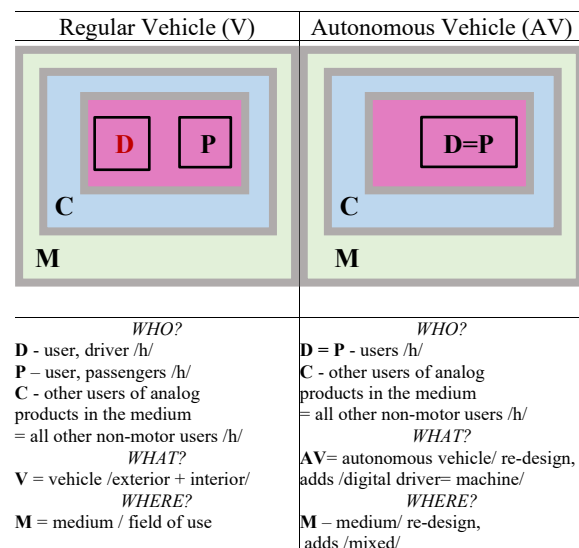 Regular Vehicle (V)
Autonomous Vehicle (AV)
D
P
C
M
D=P
C
M
WHO?
D - user, driver /h/
P – user, passengers /h/
C - other users of analog
products in the medium
= all other non-motor users /h/
WHAT?
V = vehicle /exterior + interior/
WHERE?
M = medium / field of use
WHO?
D = P - users /h/
C - other users of analog
products in the medium
= all other non-motor users /h/
WHAT?
AV= autonomous vehicle/ re-design,
adds /digital driver= machine/
WHERE?
M – medium/ re-design,
adds /mixed/